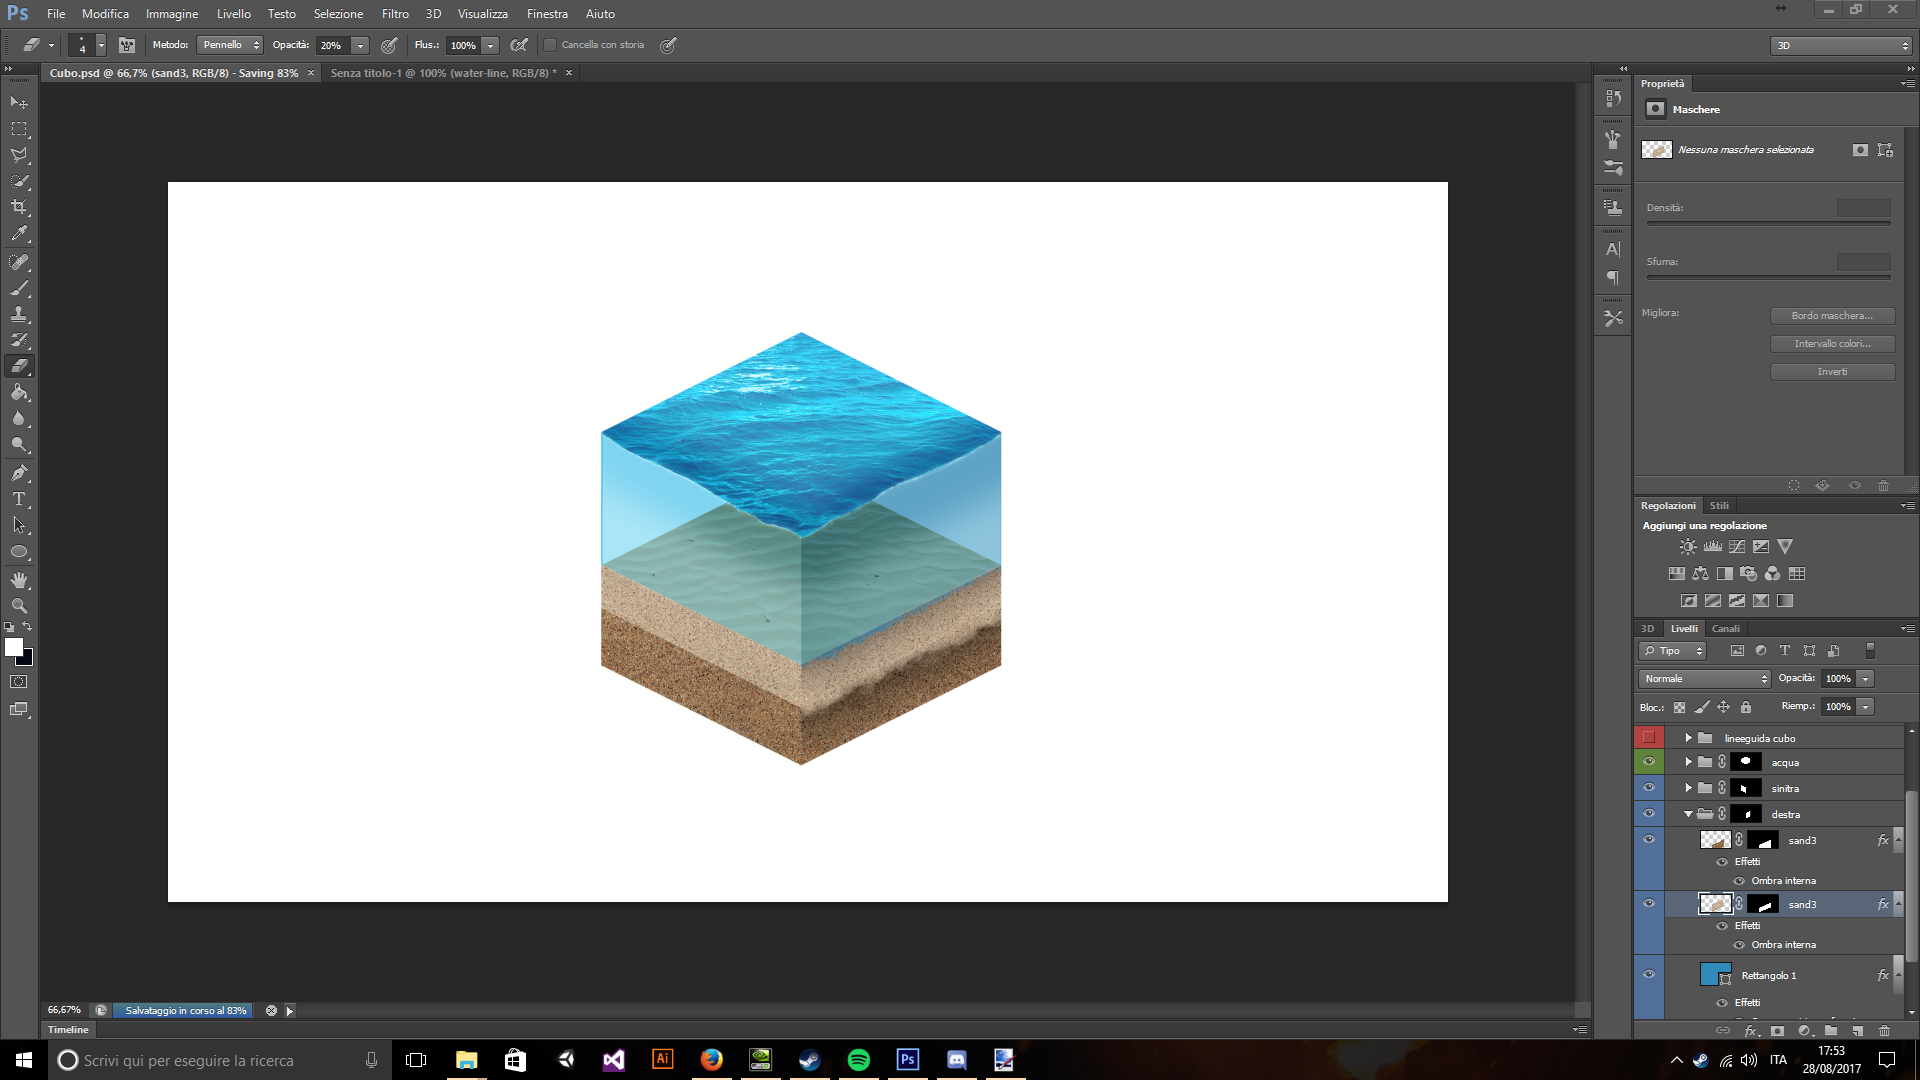 Ps File Modifica Immagine Livello Testo Selezione Filtro 3D Visualizza Finestra Aiuto
4 Metodo: Pennello Opacità: 20% Flus.: 100% Cancella con storia 3D
Cubo.psd @ 66,7% (sand3, RGB/8) - Saving 83% × Senza titolo-1 @ 100% (water-line, RGB/8) * ×
Proprietà
Maschere
Nessuna maschera selezionata
Densità:
Sfuma:
Migliora: Bordo maschera...
Intervallo colori...
Inverti
Regolazioni Stili
Aggiungi una regolazione
3D Livelli Canali
Tipo
Normale Opacità: 100%
Bloc.: Riemp.: 100%
lineeguida cubo
acqua
sinitra
destra
sand3 fx
Effetti
Ombra interna
sand3 fx
Effetti
Ombra interna
Rettangolo 1 fx
Effetti
66,67% Salvataggio in corso al 83%
Timeline
Scrivi qui per eseguire la ricerca
Ai
Ps
ITA
17:53
28/08/2017